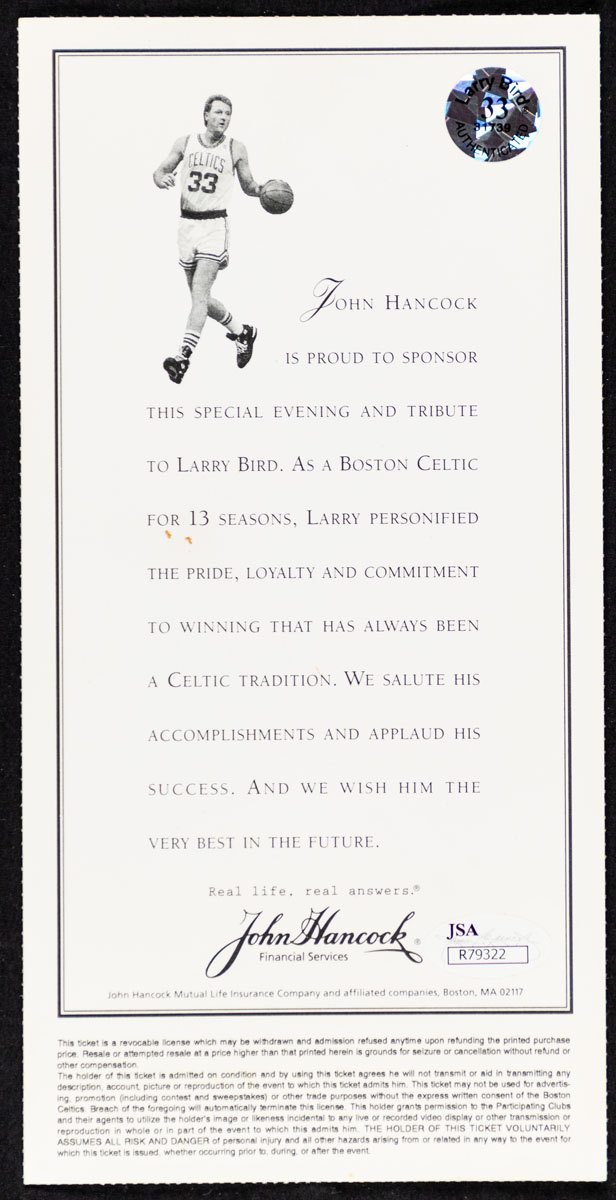 Larry Bird
33
31739
AUTHENTICATED
CELTICS
33
JOHN HANCOCK
IS PROUD TO SPONSOR
THIS SPECIAL EVENING AND TRIBUTE
TO LARRY BIRD. AS A BOSTON CELTIC
FOR 13 SEASONS, LARRY PERSONIFIED
THE PRIDE, LOYALTY AND COMMITMENT
TO WINNING THAT HAS ALWAYS BEEN
A CELTIC TRADITION. WE SALUTE HIS
ACCOMPLISHMENTS AND APPLAUD HIS
SUCCESS. AND WE WISH HIM THE
VERY BEST IN THE FUTURE.
Real life, real answers.®
John Hancock®
Financial Services
JSA
R79322
John Hancock Mutual Life Insurance Company and affiliated companies, Boston, MA 02117
This ticket is a revocable license which may be withdrawn and admission refused anytime upon refunding the printed purchase
price. Resale or attempted resale at a price higher than that printed herein is grounds for seizure or cancellation without refund or
other compensation.
The holder of this ticket is admitted on condition and by using this ticket agrees he will not transmit or aid in transmitting any
description, account, picture or reproduction of the event to which this ticket admits him. This ticket may not be used for advertis-
ing, promotion (including contest and sweepstakes) or other trade purposes without the express written consent of the Boston
Celtics. Breach of the foregoing will automatically terminate this license. This holder grants permission to the Participating Clubs
and their agents to utilize the holder's image or likeness incidental to any live or recorded video display or other transmission or
reproduction in whole or in part of the event to which this admits him. THE HOLDER OF THIS TICKET VOLUNTARILY
ASSUMES ALL RISK AND DANGER of personal injury and all other hazards arising from or related in any way to the event for
which this ticket is issued, whether occurring prior to, during, or after the event.